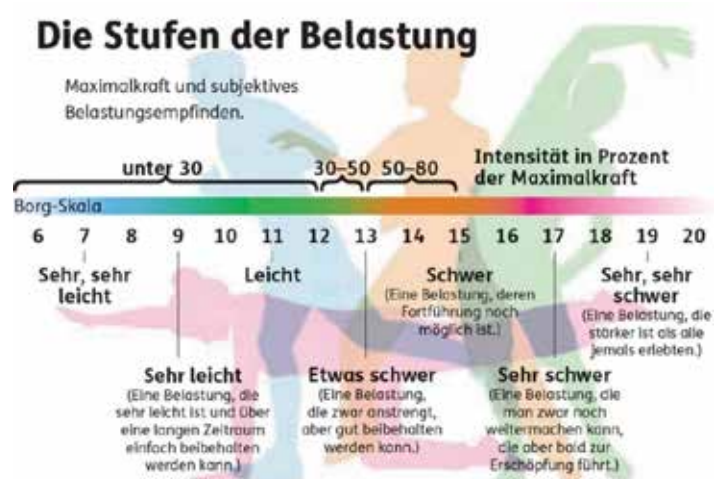 Die Stufen der Belastung
Maximalkraft und subjektives
Belastungsempfinden.
unter 30
30–50
50–80
Intensität in Prozent
der Maximalkraft
Borg-Skala
6 7 8 9 10 11 12 13 14 15 16 17 18 19 20
Sehr, sehr
leicht
Leicht
Schwer
(Eine Belastung, deren
Fortführung noch
möglich ist.)
Sehr, sehr
schwer
(Eine Belastung, die
stärker ist als alle
jemals erlebten.)
Sehr leicht
(Eine Belastung, die
sehr leicht ist und über
eine langen Zeitraum
einfach beibehalten
werden kann.)
Etwas schwer
(Eine Belastung,
die zwar anstrengt,
aber gut beibehalten
werden kann.)
Sehr schwer
(Eine Belastung, die
man zwar noch
weitermachen kann,
die aber bald zur
Erschöpfung führt.)